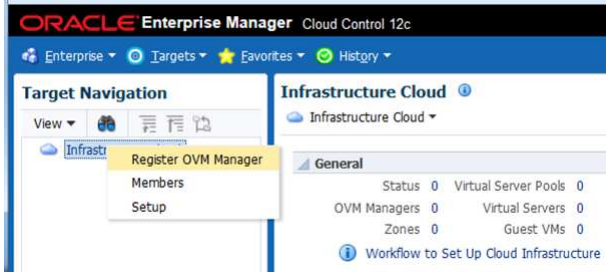 ORACLE Enterprise Manager Cloud Control 12c
Enterprise Targets Favorites History
Target Navigation
View
Infrastr
Register OVM Manager
Members
Setup
Infrastructure Cloud
Infrastructure Cloud
General
Status 0 Virtual Server Pools 0
OVM Managers 0 Virtual Servers 0
Zones 0 Guest VMs 0
Workflow to Set Up Cloud Infrastructure